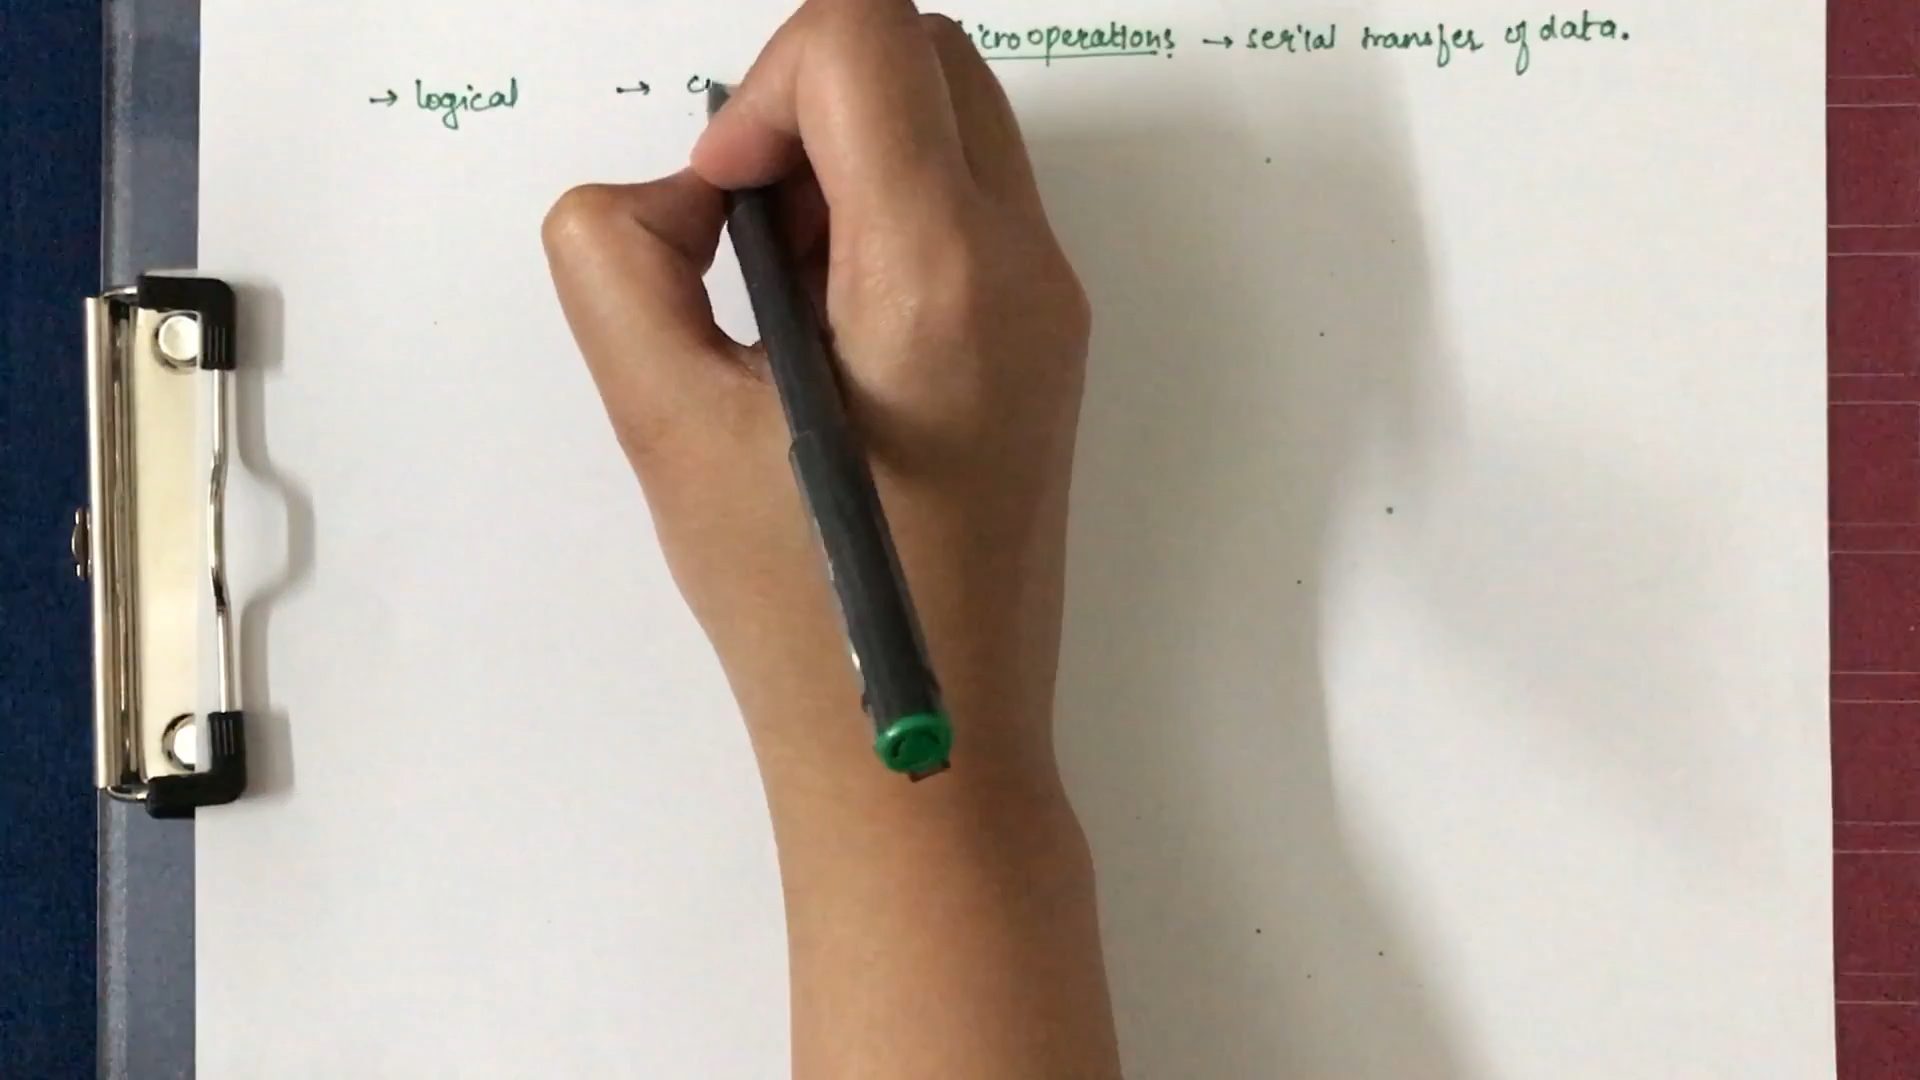 microoperations → serial transfer of data.
→ logical →